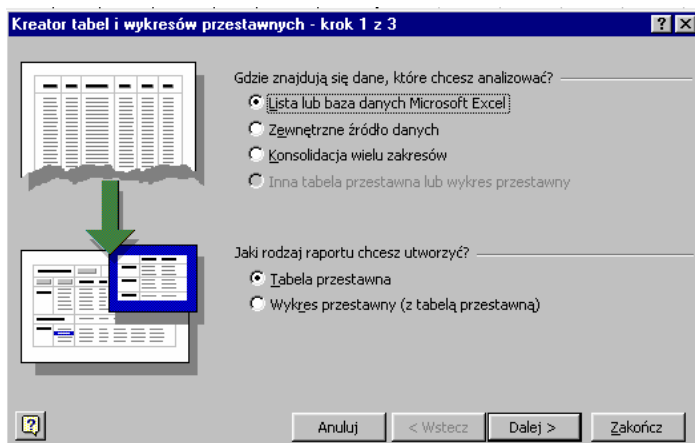 Kreator tabel i wykresów przestawnych - krok 1 z 3
Gdzie znajdują się dane, które chcesz analizować?
Lista lub baza danych Microsoft Excel
Zewnętrzne źródło danych
Konsolidacja wielu zakresów
Inna tabela przestawna lub wykres przestawny
Jaki rodzaj raportu chcesz utworzyć?
Tabela przestawna
Wykres przestawny (z tabelą przestawną)
Anuluj < Wstecz Dalej > Zakończ